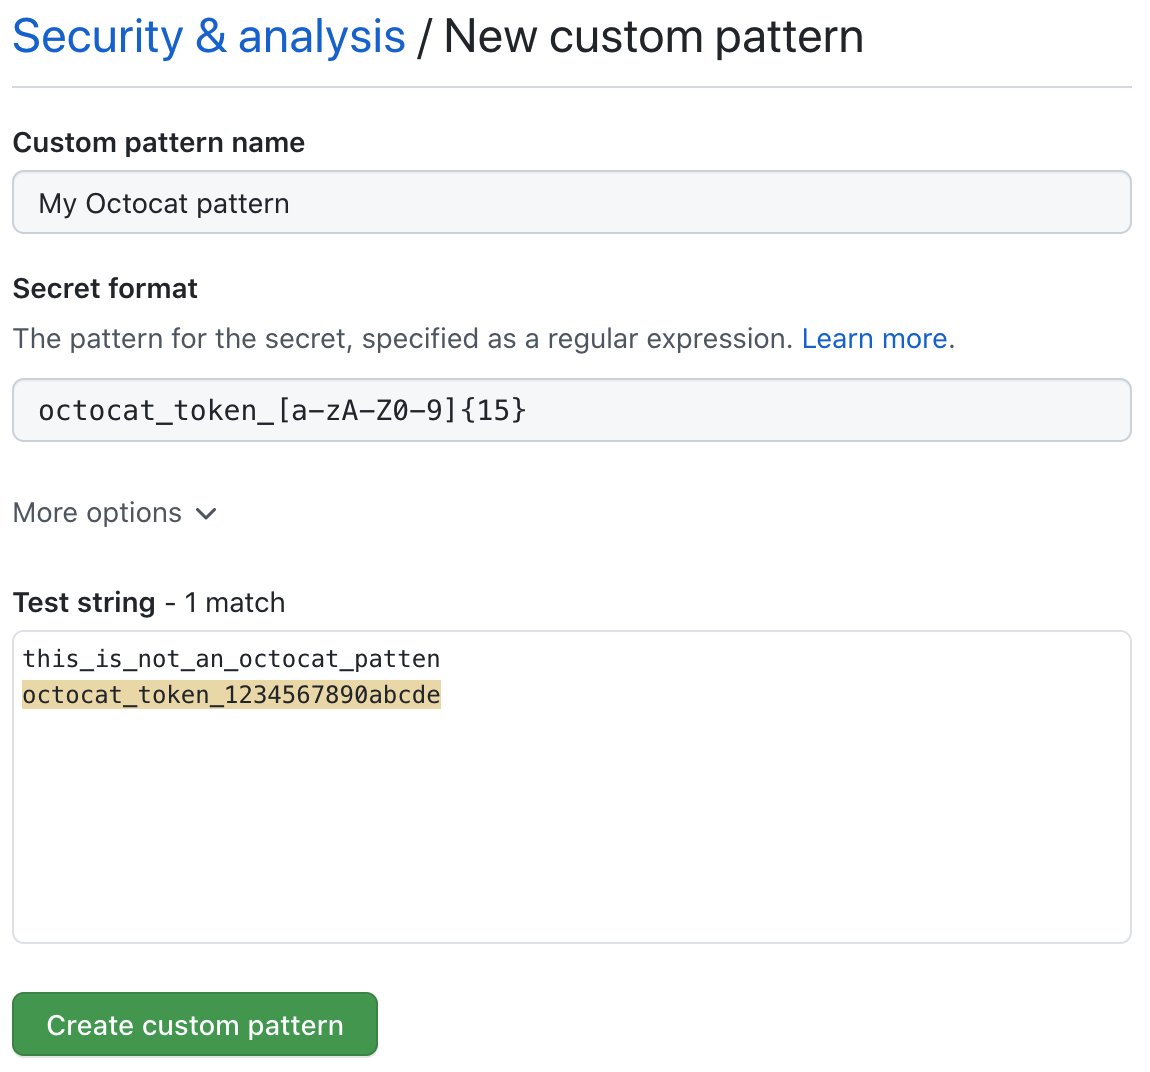 Security & analysis / New custom pattern
Custom pattern name
My Octocat pattern
Secret format
The pattern for the secret, specified as a regular expression. Learn more.
octocat_token_[a-zA-Z0-9]{15}
More options
Test string - 1 match
this_is_not_an_octocat_patten
octocat_token_1234567890abcde
Create custom pattern